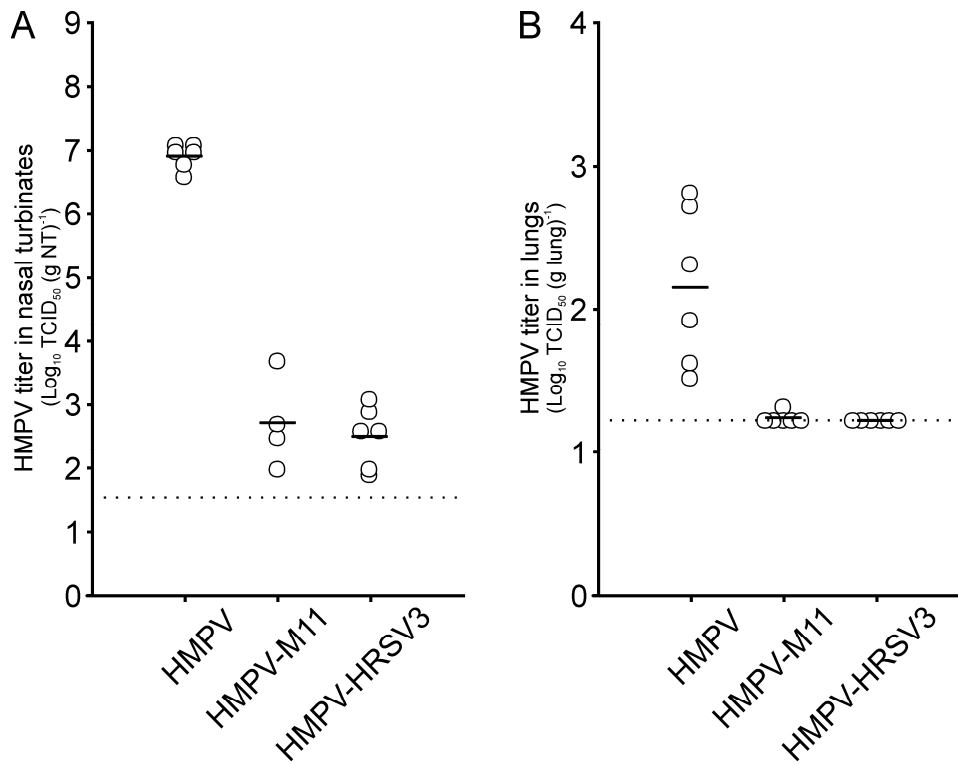 A
HMPV titer in nasal turbinates
(Log₁₀ TCID₅₀ (g NT)⁻¹)
9
8
7
6
5
4
3
2
1
0
HMPV
HMPV-M11
HMPV-HRSV3
B
HMPV titer in lungs
(Log₁₀ TCID₅₀ (g lung)⁻¹)
4
3
2
1
0
HMPV
HMPV-M11
HMPV-HRSV3